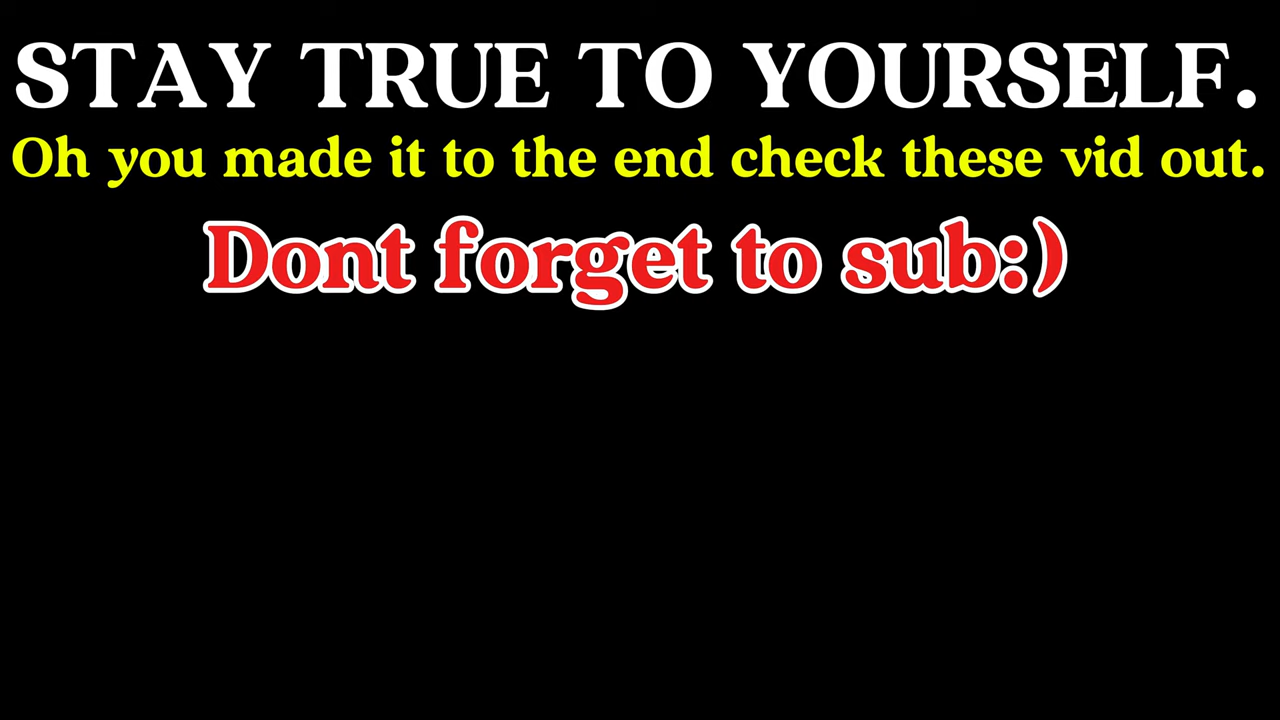 STAY TRUE TO YOURSELF.
Oh you made it to the end check these vid out.
Dont forget to sub:)